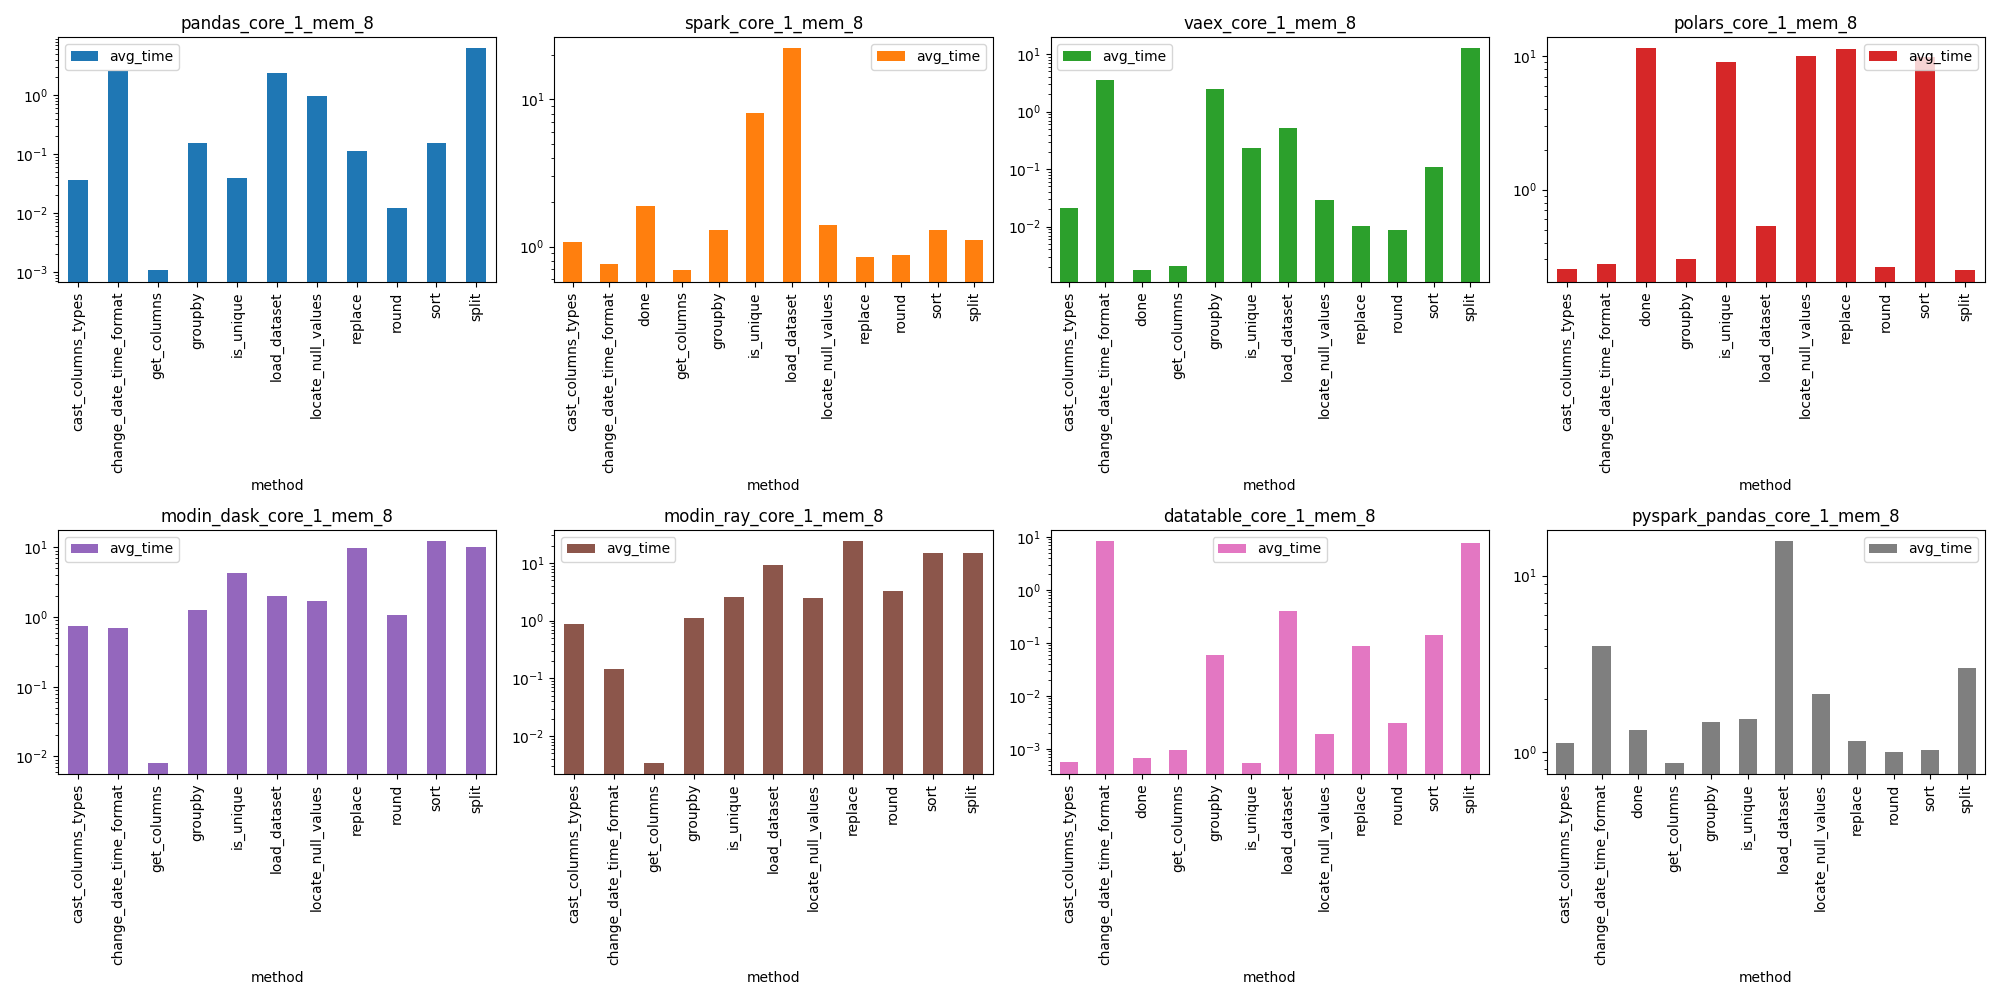 pandas_core_1_mem_8
avg_time
10^0
10^-1
10^-2
10^-3
cast_columns_types
change_date_time_format
get_columns
groupby
is_unique
load_dataset
locate_null_values
replace
round
sort
split
method
spark_core_1_mem_8
avg_time
10^1
10^0
cast_columns_types
change_date_time_format
done
get_columns
groupby
is_unique
load_dataset
locate_null_values
replace
round
sort
split
method
vaex_core_1_mem_8
avg_time
10^1
10^0
10^-1
10^-2
cast_columns_types
change_date_time_format
done
get_columns
groupby
is_unique
load_dataset
locate_null_values
replace
round
sort
split
method
polars_core_1_mem_8
avg_time
10^1
10^0
cast_columns_types
change_date_time_format
done
groupby
is_unique
load_dataset
locate_null_values
replace
round
sort
split
method
modin_dask_core_1_mem_8
avg_time
10^1
10^0
10^-1
10^-2
cast_columns_types
change_date_time_format
get_columns
groupby
is_unique
load_dataset
locate_null_values
replace
round
sort
split
method
modin_ray_core_1_mem_8
avg_time
10^1
10^0
10^-1
10^-2
cast_columns_types
change_date_time_format
get_columns
groupby
is_unique
load_dataset
locate_null_values
replace
round
sort
split
method
datatable_core_1_mem_8
avg_time
10^1
10^0
10^-1
10^-2
10^-3
cast_columns_types
change_date_time_format
done
get_columns
groupby
is_unique
load_dataset
locate_null_values
replace
round
sort
split
method
pyspark_pandas_core_1_mem_8
avg_time
10^1
10^0
cast_columns_types
change_date_time_format
done
get_columns
groupby
is_unique
load_dataset
locate_null_values
replace
round
sort
split
method